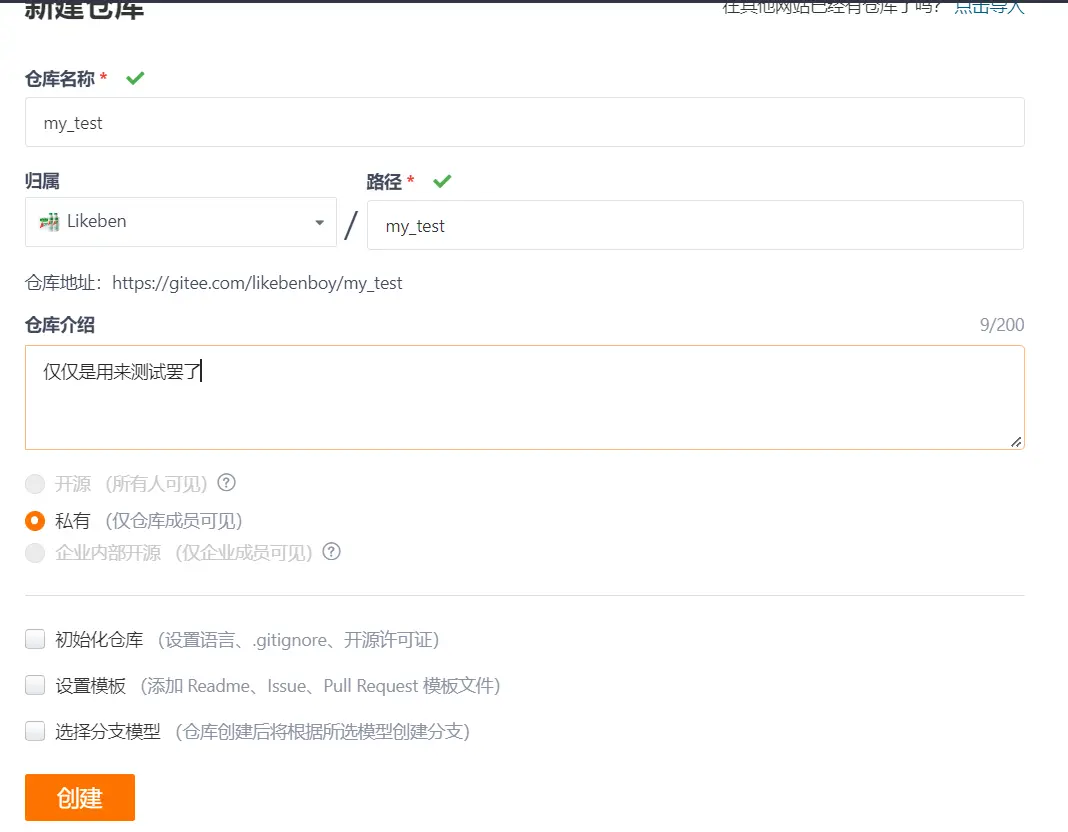 新建仓库
在其他网站已经有仓库了吗？ 点击导入
仓库名称 *
my_test
归属
路径 *
Likeben
/
my_test
仓库地址：https://gitee.com/likebenboy/my_test
仓库介绍
9/200
仅仅是用来测试罢了
开源 （所有人可见） ?
私有 （仅仓库成员可见）
企业内部开源 （仅企业成员可见） ?
初始化仓库 （设置语言、.gitignore、开源许可证）
设置模板 （添加 Readme、Issue、Pull Request 模板文件）
选择分支模型 （仓库创建后将根据所选模型创建分支）
创建